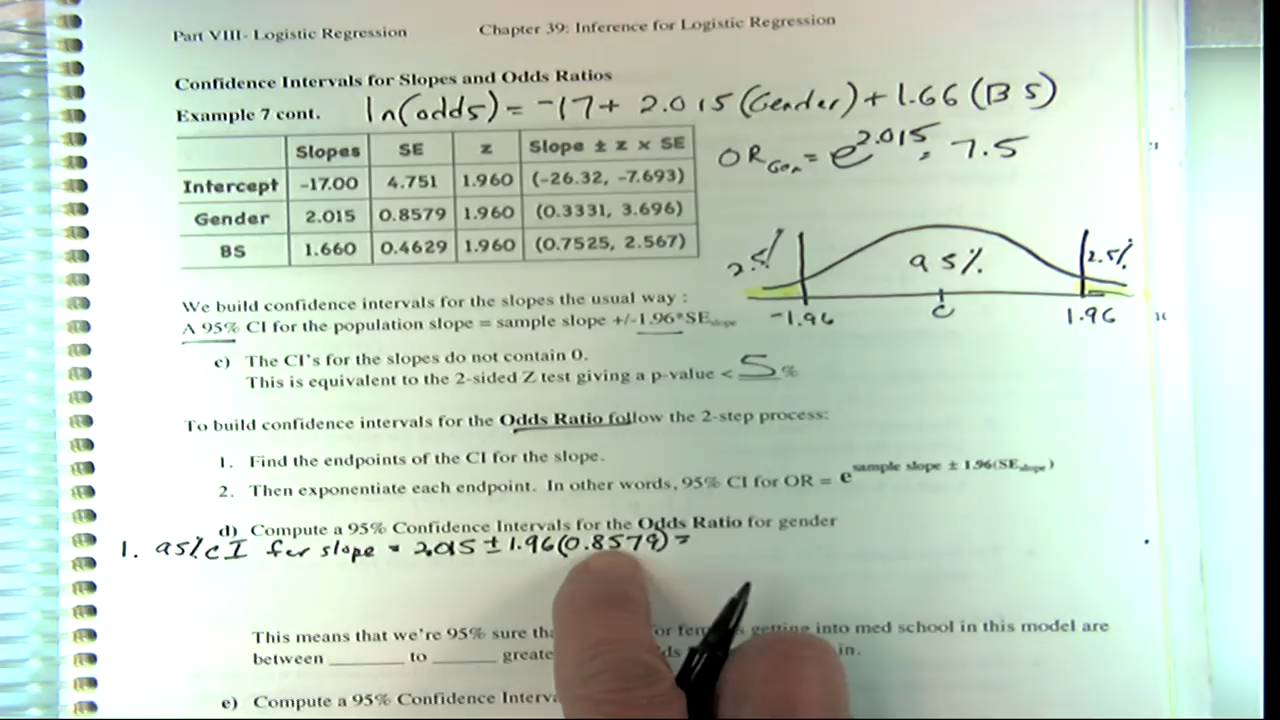 Part VIII- Logistic Regression Chapter 39: Inference for Logistic Regression
Confidence Intervals for Slopes and Odds Ratios
Example 7 cont. ln(odds) = -17 + 2.015 (Gender) + 1.66 (BS)
Slopes SE z Slope ± z × SE
Intercept -17.00 4.751 1.960 (-26.32, -7.693)
Gender 2.015 0.8579 1.960 (0.3331, 3.696)
BS 1.660 0.4629 1.960 (0.7525, 2.567)
OR Gen = e^2.015 = 7.5
2.5% 95% 2.5%
-1.96 1.96
We build confidence intervals for the slopes the usual way :
A 95% CI for the population slope = sample slope +/-1.96*SE slope
c) The CI's for the slopes do not contain 0.
This is equivalent to the 2-sided Z test giving a p-value < 5 %
To build confidence intervals for the Odds Ratio follow the 2-step process:
1. Find the endpoints of the CI for the slope.
2. Then exponentiate each endpoint. In other words, 95% CI for OR = e^sample slope ± 1.96(SE slope)
d) Compute a 95% Confidence Intervals for the Odds Ratio for gender
1. 95% CI for slope = 2.015 ± 1.96(0.8579) =
This means that we're 95% sure getting into med school in this model are
between ______ to ______ in.
e) Compute a 95% Confidence